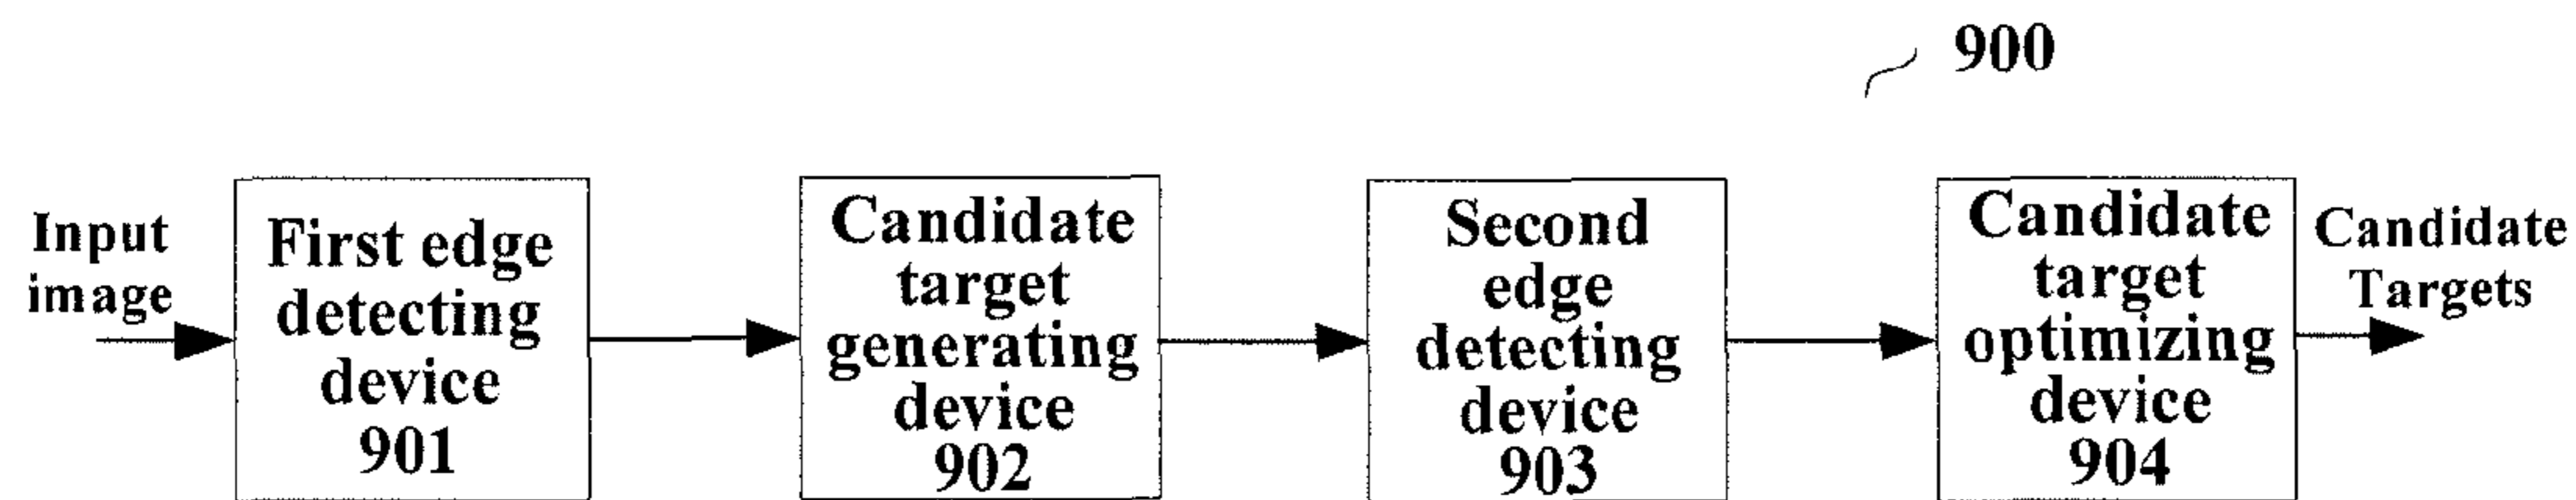 900
Input
image
First edge
detecting
device
901
Candidate
target
generating
device
902
Second
edge
detecting
device
903
Candidate
target
optimizing
device
904
Candidate
Targets